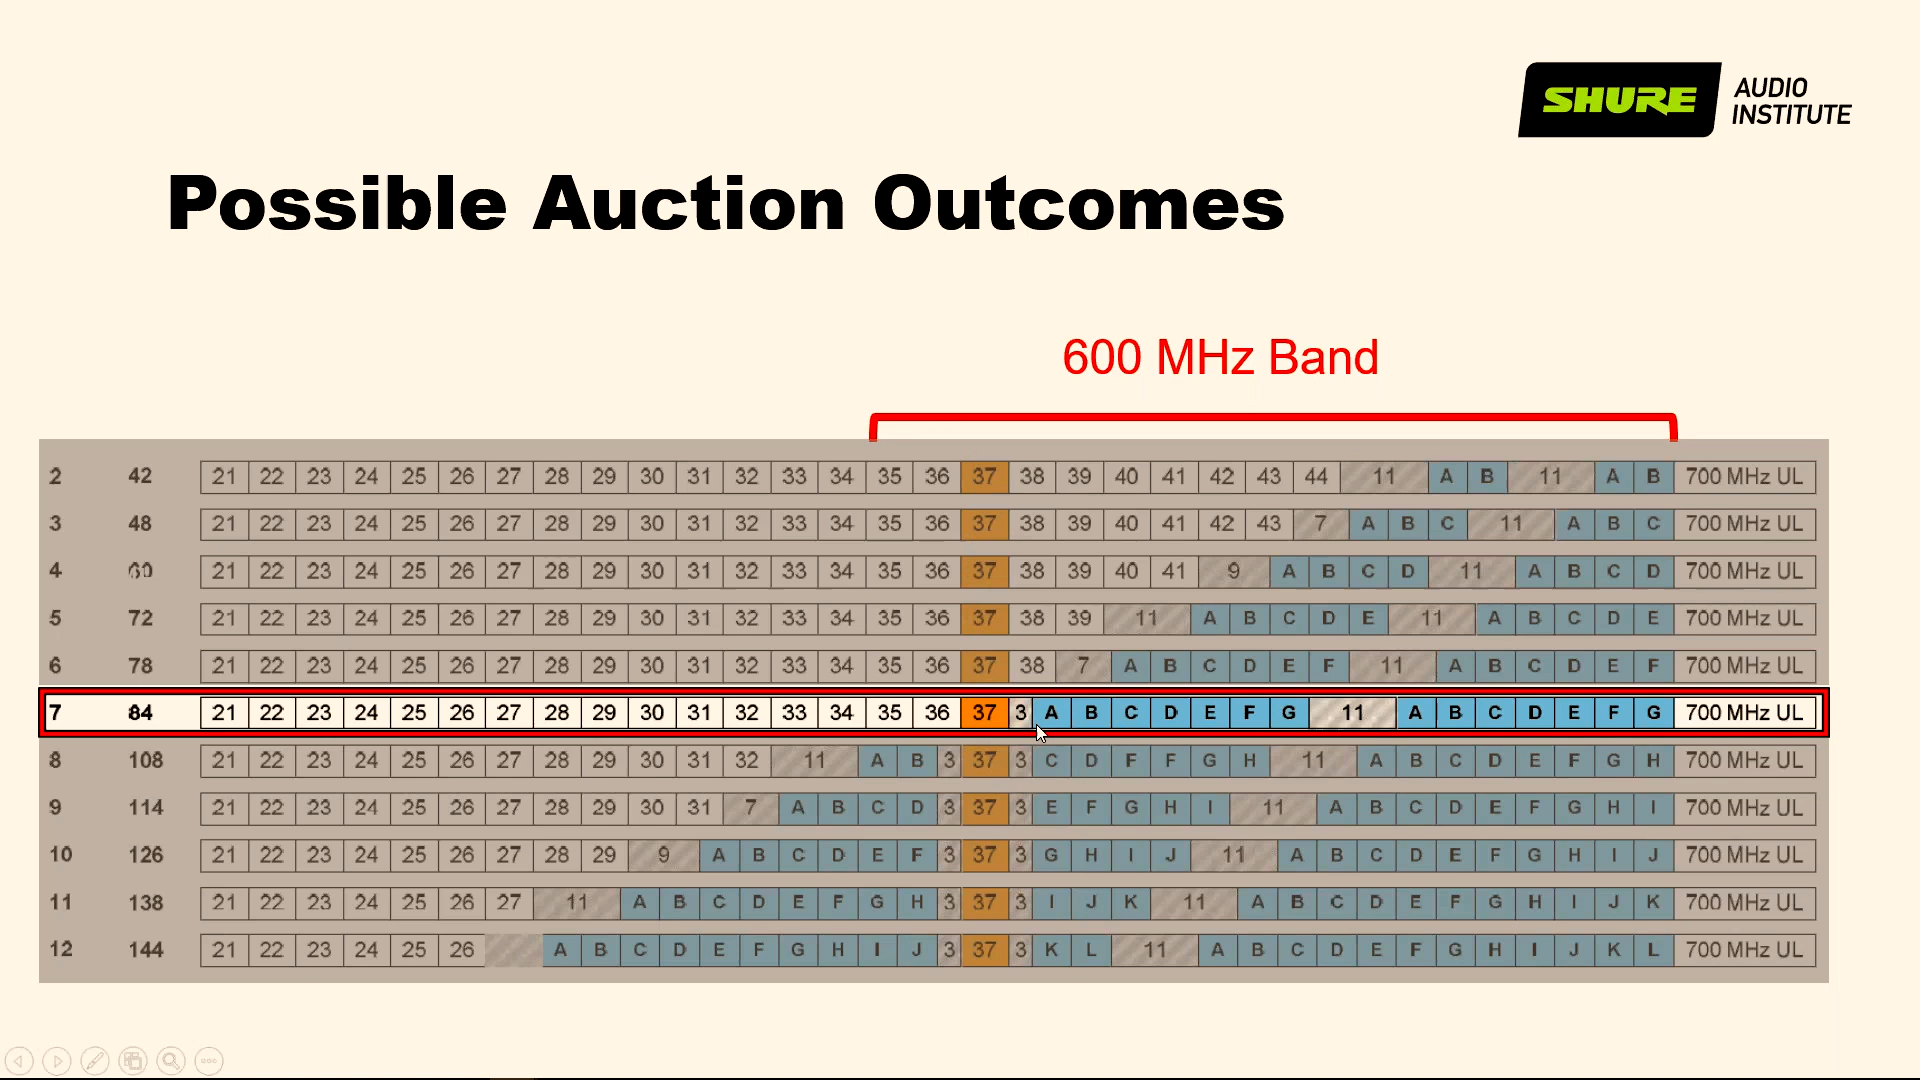 SHURE AUDIO
INSTITUTE
Possible Auction Outcomes
600 MHz Band
2 42 21 22 23 24 25 26 27 28 29 30 31 32 33 34 35 36 37 38 39 40 41 42 43 44 11 A B 11 A B 700 MHz UL
3 48 21 22 23 24 25 26 27 28 29 30 31 32 33 34 35 36 37 38 39 40 41 42 43 7 A B C 11 A B C 700 MHz UL
4 60 21 22 23 24 25 26 27 28 29 30 31 32 33 34 35 36 37 38 39 40 41 9 A B C D 11 A B C D 700 MHz UL
5 72 21 22 23 24 25 26 27 28 29 30 31 32 33 34 35 36 37 38 39 11 A B C D E 11 A B C D E 700 MHz UL
6 78 21 22 23 24 25 26 27 28 29 30 31 32 33 34 35 36 37 38 7 A B C D E F 11 A B C D E F 700 MHz UL
7 84 21 22 23 24 25 26 27 28 29 30 31 32 33 34 35 36 37 3 A B C D E F G 11 A B C D E F G 700 MHz UL
8 108 21 22 23 24 25 26 27 28 29 30 31 32 11 A B 3 37 3 C D F F G H 11 A B C D E F G H 700 MHz UL
9 114 21 22 23 24 25 26 27 28 29 30 31 7 A B C D 3 37 3 E F G H I 11 A B C D E F G H I 700 MHz UL
10 126 21 22 23 24 25 26 27 28 29 9 A B C D E F 3 37 3 G H I J 11 A B C D E F G H I J 700 MHz UL
11 138 21 22 23 24 25 26 27 11 A B C D E F G H 3 37 3 I J K 11 A B C D E F G H I J K 700 MHz UL
12 144 21 22 23 24 25 26 A B C D E F G H I J 3 37 3 K L 11 A B C D E F G H I J K L 700 MHz UL